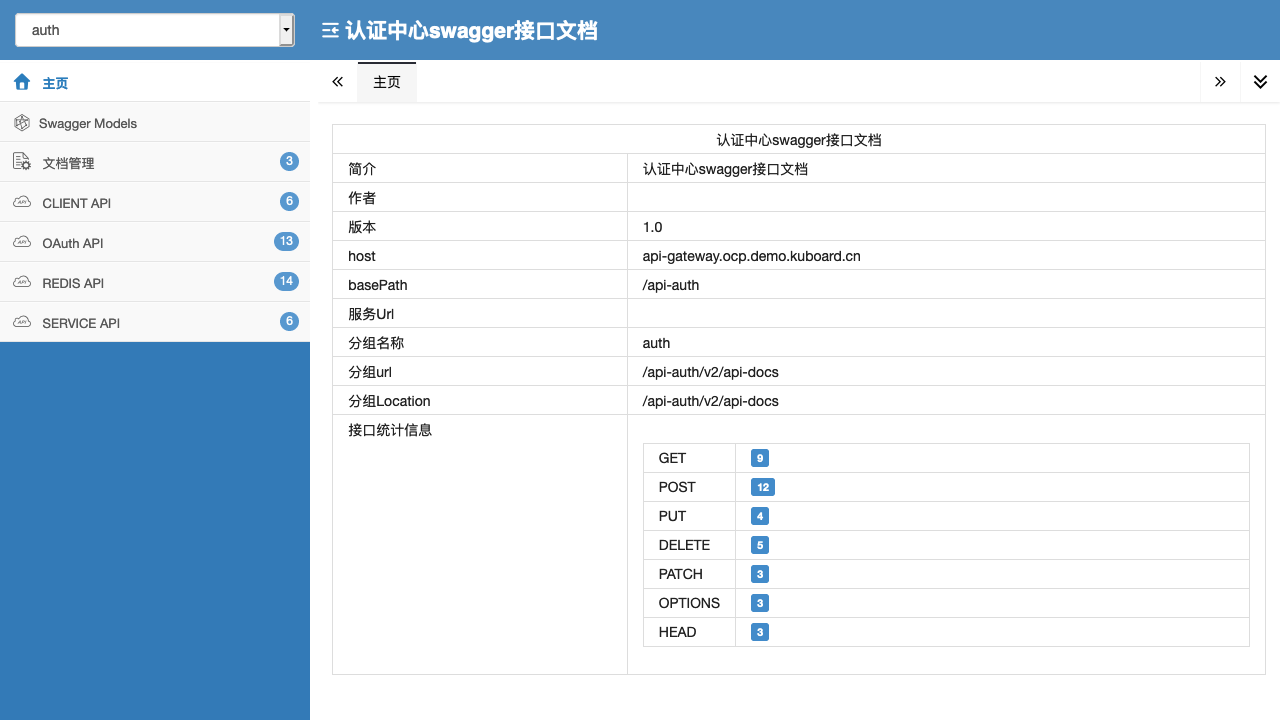 auth
认证中心swagger接口文档
主页
Swagger Models
文档管理 3
CLIENT API 6
OAuth API 13
REDIS API 14
SERVICE API 6
主页
认证中心swagger接口文档
简介 认证中心swagger接口文档
作者
版本 1.0
host api-gateway.ocp.demo.kuboard.cn
basePath /api-auth
服务Url
分组名称 auth
分组url /api-auth/v2/api-docs
分组Location /api-auth/v2/api-docs
接口统计信息
GET 9
POST 12
PUT 4
DELETE 5
PATCH 3
OPTIONS 3
HEAD 3